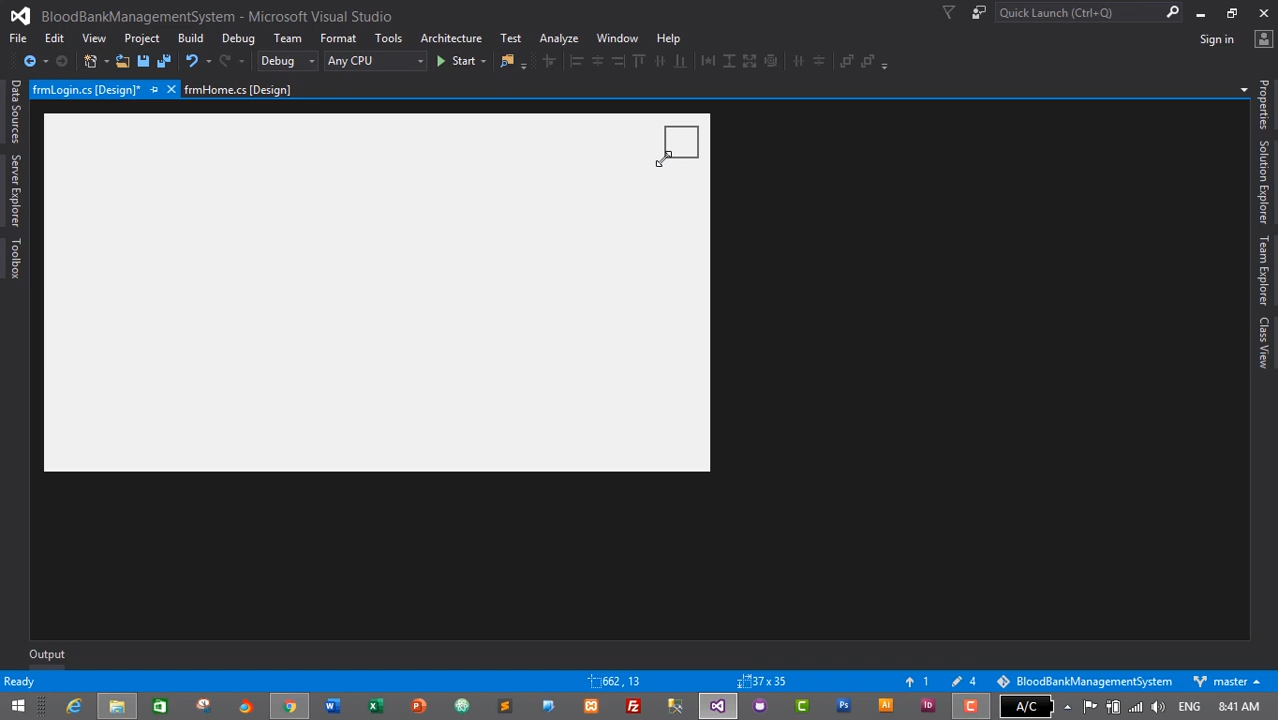 BloodBankManagementSystem - Microsoft Visual Studio
Quick Launch (Ctrl+Q)
File Edit View Project Build Debug Team Format Tools Architecture Test Analyze Window Help
Sign in
Debug Any CPU Start
frmLogin.cs [Design]* frmHome.cs [Design]
Data Sources
Server Explorer
Toolbox
Properties
Solution Explorer
Team Explorer
Class View
Output
Ready 662 , 13 37 x 35 1 4 BloodBankManagementSystem master
A/C ENG 8:41 AM